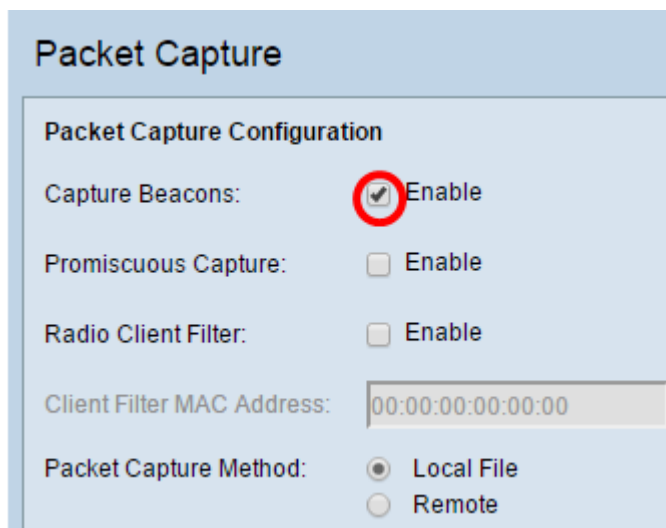 Packet Capture
Packet Capture Configuration
Capture Beacons: Enable
Promiscuous Capture: Enable
Radio Client Filter: Enable
Client Filter MAC Address: 00:00:00:00:00:00
Packet Capture Method: Local File
Remote